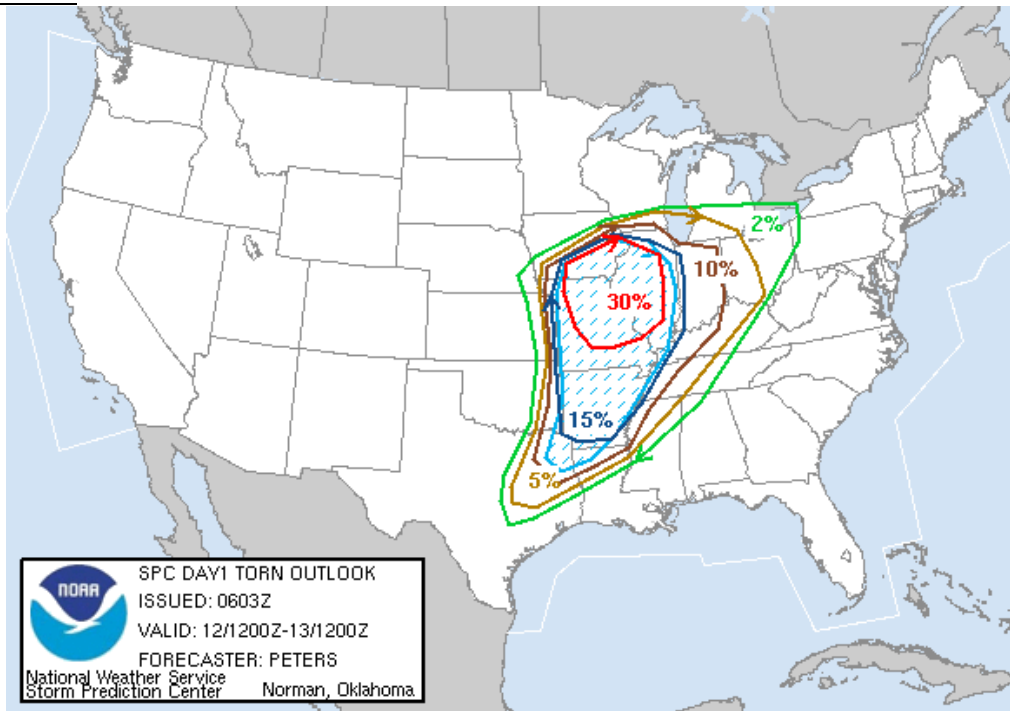 2%
10%
30%
15%
5%
NOAA
SPC DAY1 TORN OUTLOOK
ISSUED: 0603Z
VALID: 12/1200Z-13/1200Z
FORECASTER: PETERS
National Weather Service
Storm Prediction Center Norman, Oklahoma